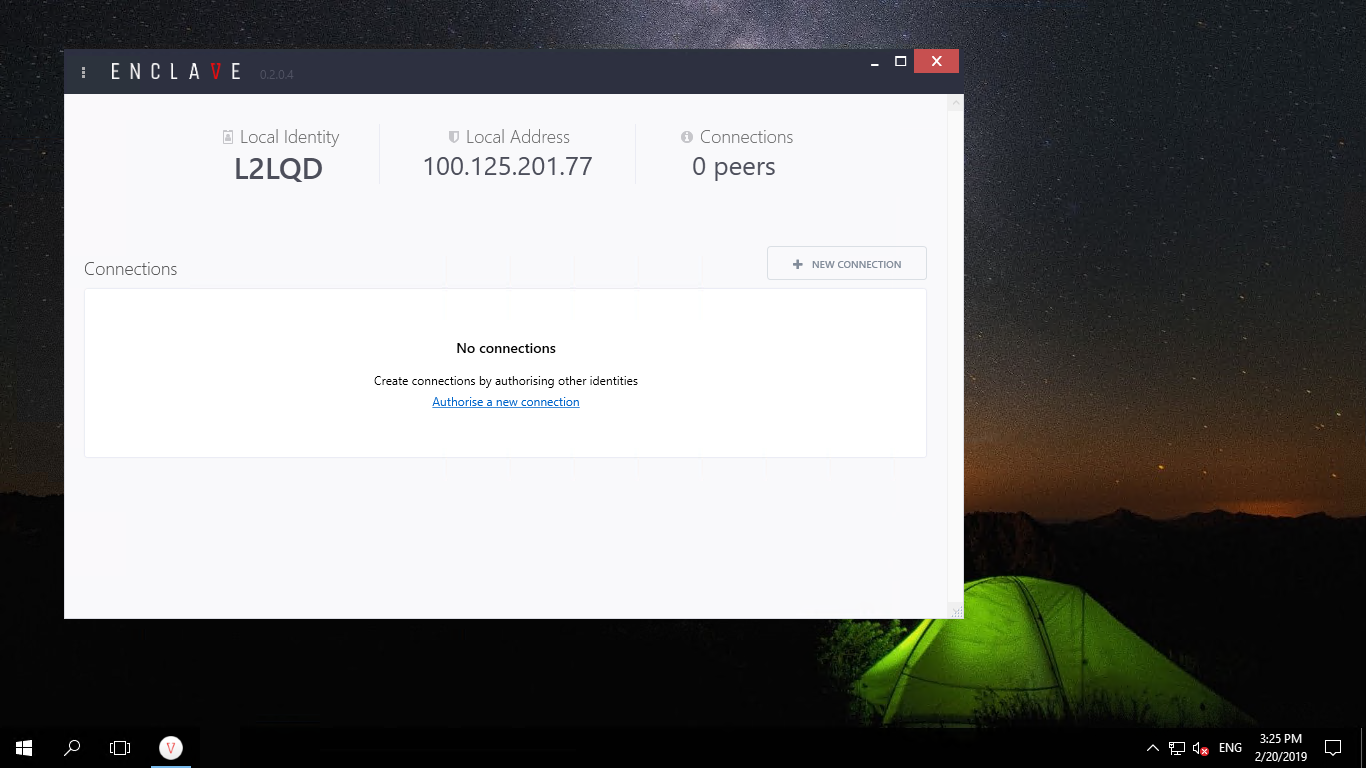 ENCLAVE 0.2.0.4
Local Identity
L2LQD
Local Address
100.125.201.77
Connections
0 peers
Connections
NEW CONNECTION
No connections
Create connections by authorising other identities
Authorise a new connection
V
ENG
3:25 PM
2/20/2019